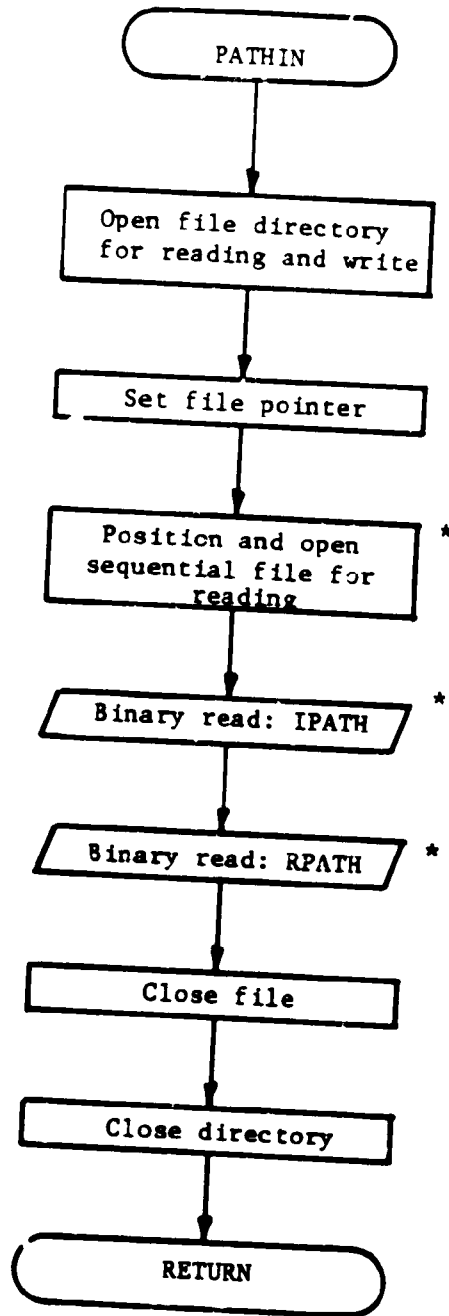 PATHIN
Open file directory
for reading and write
Set file pointer
Position and open *
sequential file for
reading
Binary read: IPATH *
Binary read: RPATH *
Close file
Close directory
RETURN